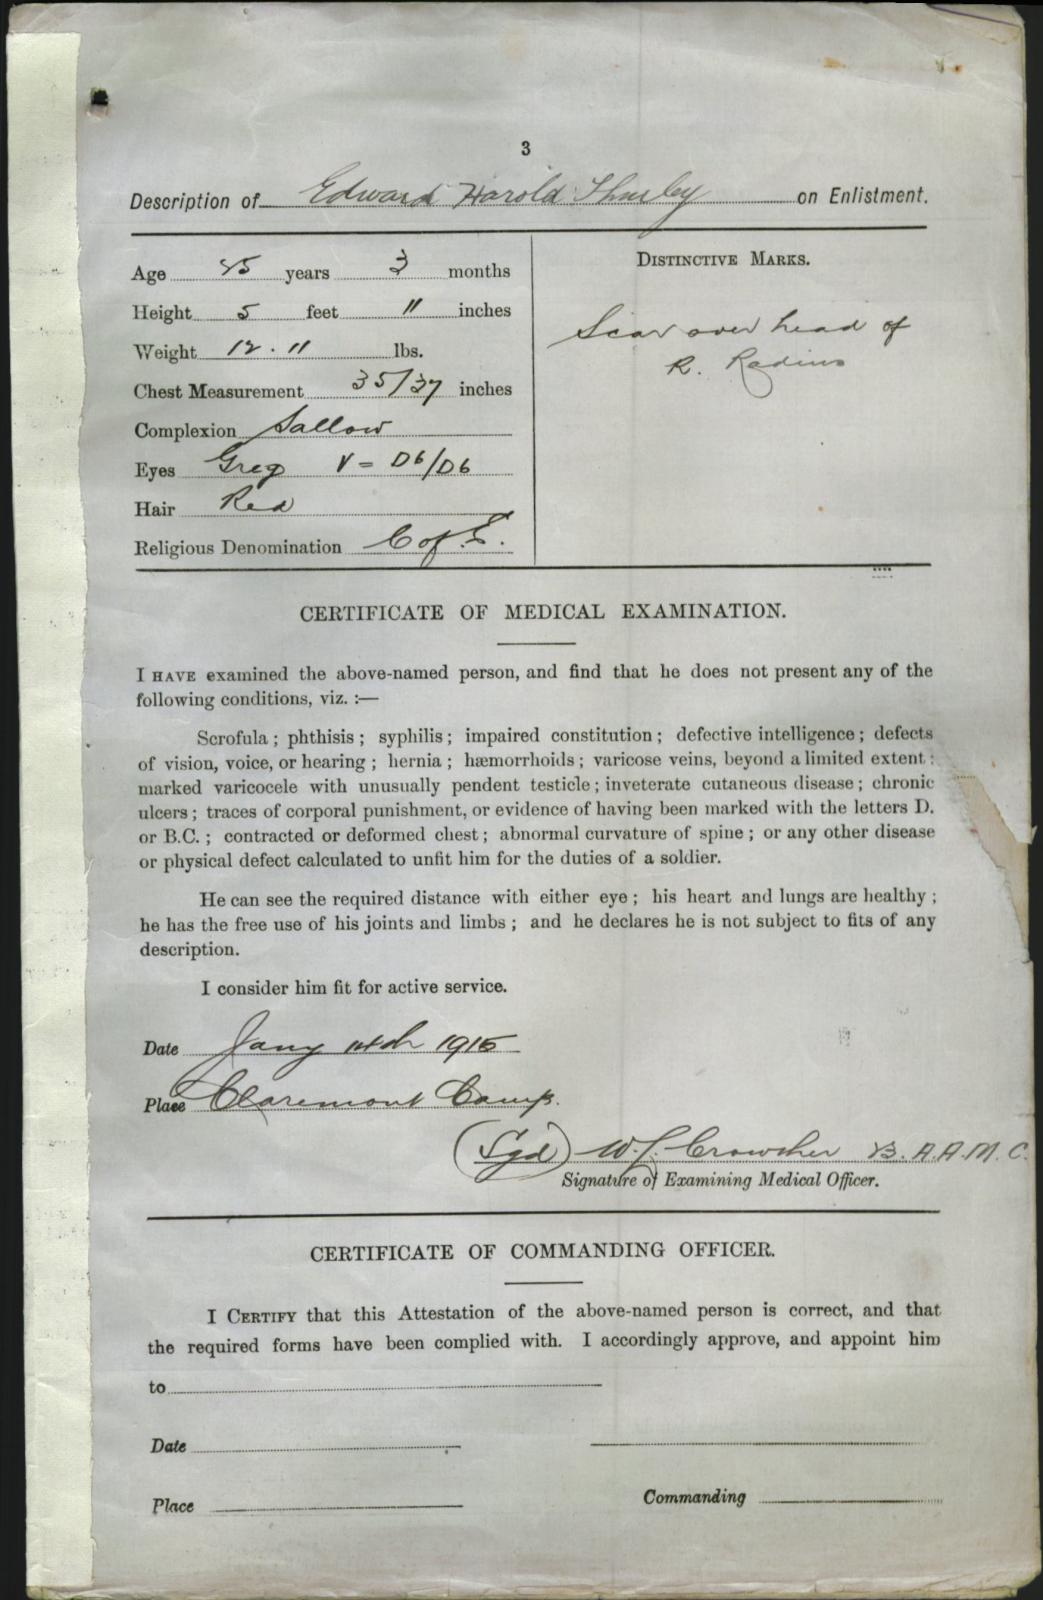 3
Description of Edward Harold on Enlistment.
Age 25 years 3 months
Height 5 feet 11 inches
Weight 12.11 lbs.
Chest Measurement 35/37 inches
Complexion Sallow
Eyes Grey V = D6/D6
Hair Red
Religious Denomination C of E.
DISTINCTIVE MARKS.
Scar over head of
R. Radius
CERTIFICATE OF MEDICAL EXAMINATION.
I HAVE examined the above-named person, and find that he does not present any of the
following conditions, viz. :—
Scrofula ; phthisis ; syphilis ; impaired constitution ; defective intelligence ; defects
of vision, voice, or hearing ; hernia ; hæmorrhoids ; varicose veins, beyond a limited extent ;
marked varicocele with unusually pendent testicle ; inveterate cutaneous disease ; chronic
ulcers ; traces of corporal punishment, or evidence of having been marked with the letters D.
or B.C. ; contracted or deformed chest ; abnormal curvature of spine ; or any other disease
or physical defect calculated to unfit him for the duties of a soldier.
He can see the required distance with either eye ; his heart and lungs are healthy ;
he has the free use of his joints and limbs ; and he declares he is not subject to fits of any
description.
I consider him fit for active service.
Date Jany 14th 1915
Place Claremont Camp.
(Sgd) W. L. Crowther A.A.M.C.
Signature of Examining Medical Officer.
CERTIFICATE OF COMMANDING OFFICER.
I CERTIFY that this Attestation of the above-named person is correct, and that
the required forms have been complied with. I accordingly approve, and appoint him
to
Date
Place
Commanding